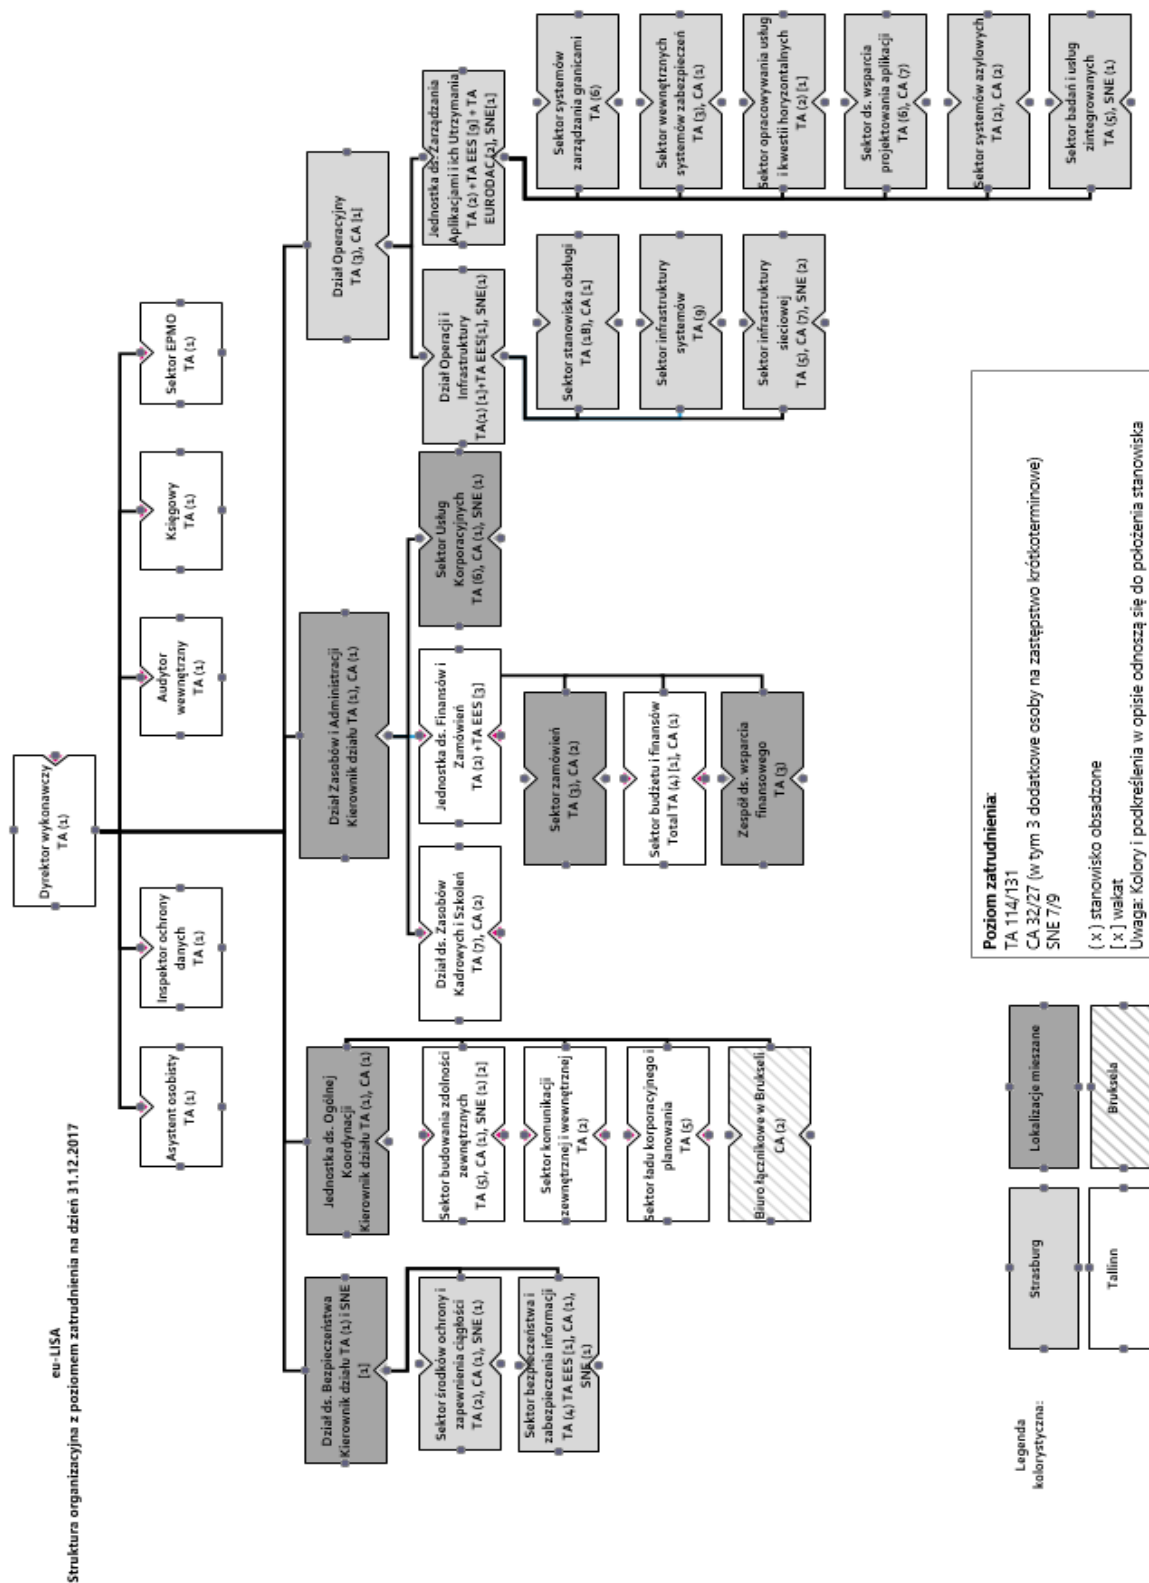 eu-LISA
Struktura organizacyjna z poziomem zatrudnienia na dzień 31.12.2017
Dyrektor wykonawczy
TA (1)
Asystent osobisty
TA (1)
Inspektor ochrony
danych
TA (1)
Audytor
wewnętrzny
TA (1)
Księgowy
TA (1)
Sektor EPMO
TA (1)
Dział ds. Bezpieczeństwa
Kierownik działu TA (1) i SNE
[1]
Sektor środków ochrony i
zapewnienia ciągłości
TA (2), CA (1), SNE (1)
Sektor bezpieczeństwa i
zabezpieczenia informacji
TA (4) TA EES [1], CA (1),
SNE (1)
Jednostka ds. Ogólnej
Koordynacji
Kierownik działu TA (1), CA (1)
Sektor budowania zdolności
zewnętrznych
TA (5), CA (1), SNE (1) [2]
Sektor komunikacji
zewnętrznej i wewnętrznej
TA (2)
Sektor ładu korporacyjnego i
planowania
TA (5)
Biuro łącznikowe w Brukseli
CA (2)
Dział Zasobów i Administracji
Kierownik działu TA (1), CA (1)
Dział ds. Zasobów
Kadrowych i Szkoleń
TA (7), CA (2)
Jednostka ds. Finansów i
Zamówień
TA (2) +TA EES [3]
Sektor zamówień
TA (3), CA (2)
Sektor budżetu i finansów
Total TA (4) [1], CA (1)
Zespół ds. wsparcia
finansowego
TA (3)
Sektor Usług
Korporacyjnych
TA (6), CA (1), SNE (1)
Dział Operacyjny
TA (3), CA [1]
Dział Operacji i
Infrastruktury
TA(1) [1]+TA EES[1], SNE(1)
Sektor stanowiska obsługi
TA (18), CA [1]
Sektor infrastruktury
systemów
TA (9)
Sektor infrastruktury
sieciowej
TA (5), CA (7), SNE (2)
Jednostka ds. Zarządzania
Aplikacjami i ich Utrzymania
TA (2) +TA EES [9] + TA
EURODAC [2], SNE[1]
Sektor systemów
zarządzania granicami
TA (6)
Sektor wewnętrznych
systemów zabezpieczeń
TA (3), CA (1)
Sektor opracowywania usług
i kwestii horyzontalnych
TA (2) [1]
Sektor ds. wsparcia
projektowania aplikacji
TA (6), CA (7)
Sektor systemów azylowych
TA (2), CA (2)
Sektor badań i usług
zintegrowanych
TA (5), SNE (1)
Legenda
kolorystyczna:
Strasburg
Lokalizacje mieszane
Tallinn
Bruksela
Poziom zatrudnienia:
TA 114/131
CA 32/27 (w tym 3 dodatkowe osoby na zastępstwo krótkoterminowe)
SNE 7/9
( x ) stanowisko obsadzone
[ x ] wakat
Uwaga: Kolory i podkreślenia w opisie odnoszą się do położenia stanowiska